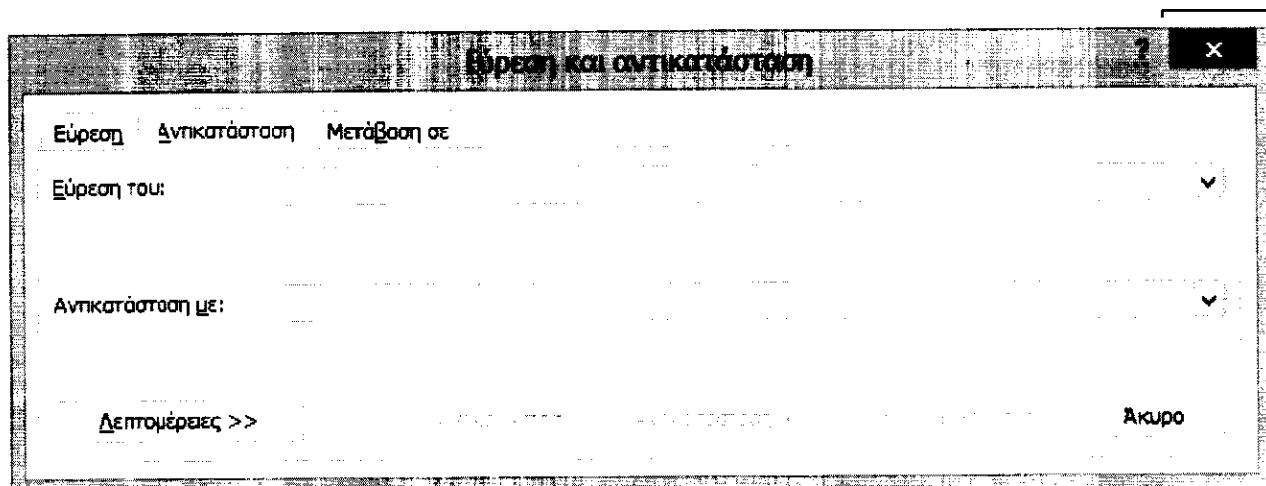 Εύρεση και αντικατάσταση ? ×
Εύρεση Αντικατάσταση Μετάβαση σε
Εύρεση του:
Αντικατάσταση με:
Λεπτομέρειες >> Άκυρο